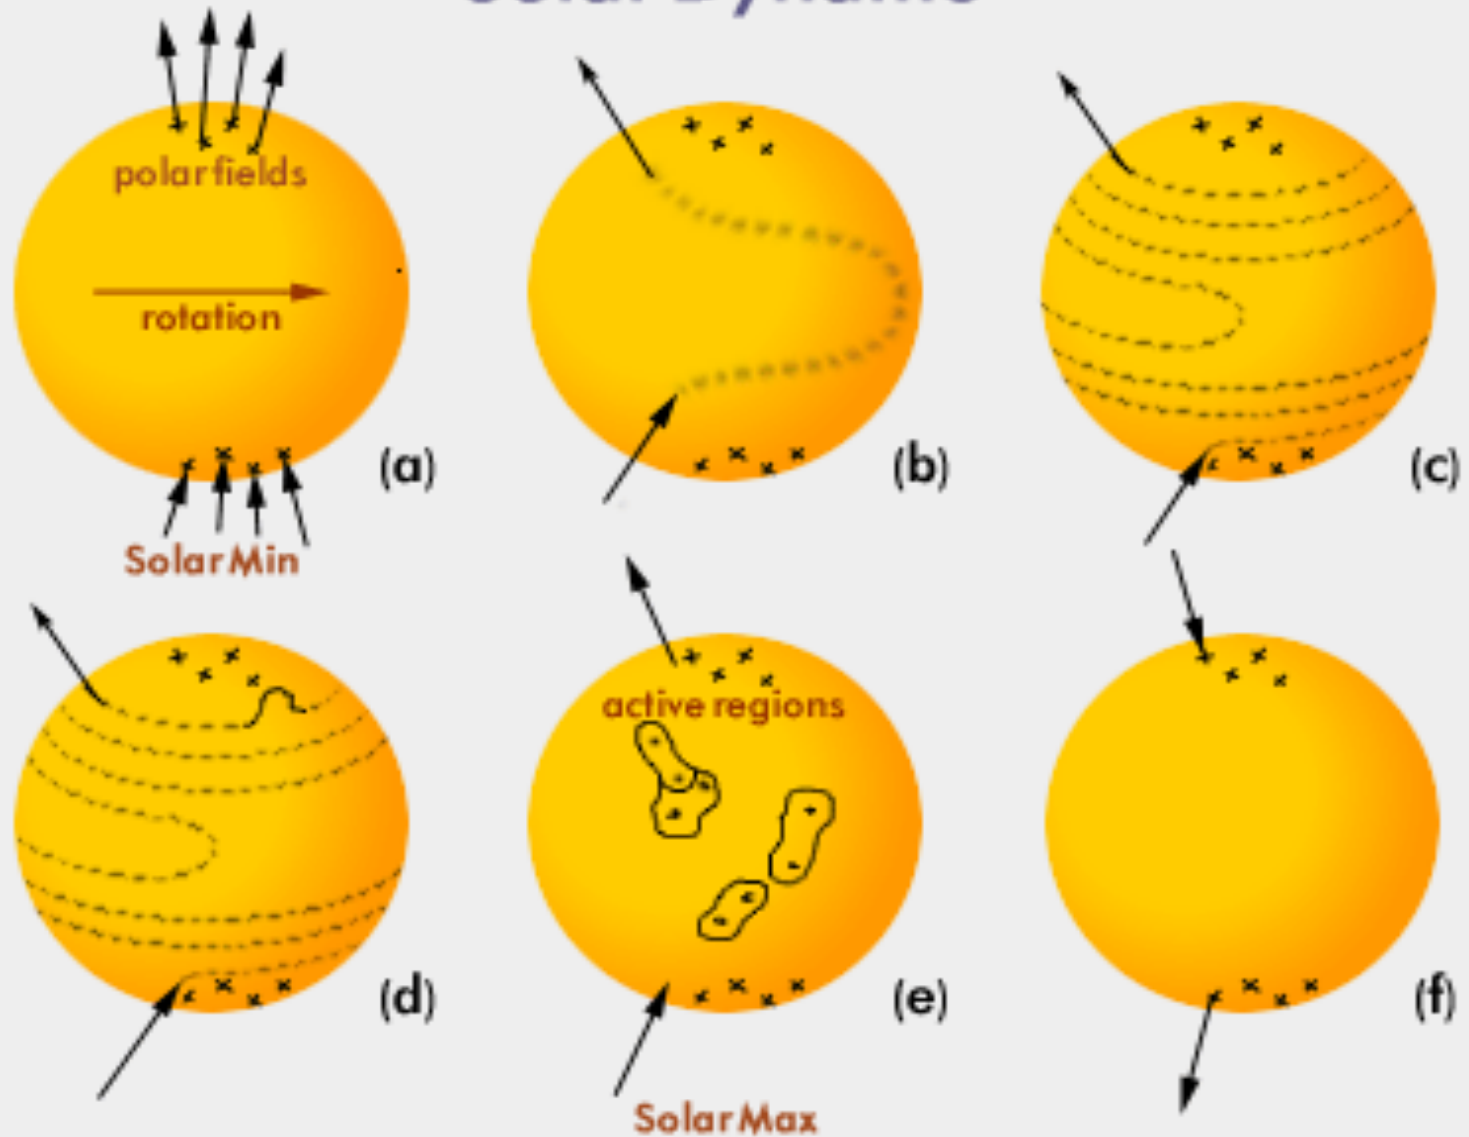 polar fields
rotation
(a)
(b)
(c)
Solar Min
active regions
(d)
(e)
(f)
Solar Max